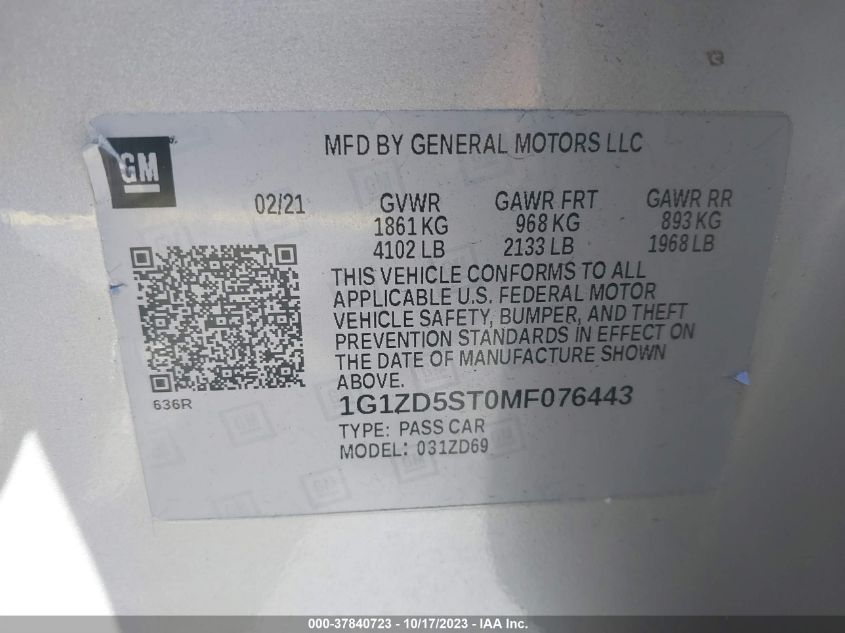 MFD BY GENERAL MOTORS LLC
GM
02/21
GVWR
1861 KG
4102 LB
GAWR FRT
968 KG
2133 LB
GAWR RR
893 KG
1968 LB
THIS VEHICLE CONFORMS TO ALL
APPLICABLE U.S. FEDERAL MOTOR
VEHICLE SAFETY, BUMPER, AND THEFT
PREVENTION STANDARDS IN EFFECT ON
THE DATE OF MANUFACTURE SHOWN
ABOVE.
636R
1G1ZD5ST0MF076443
TYPE: PASS CAR
MODEL: 031ZD69
000-37840723 - 10/17/2023 - IAA Inc.